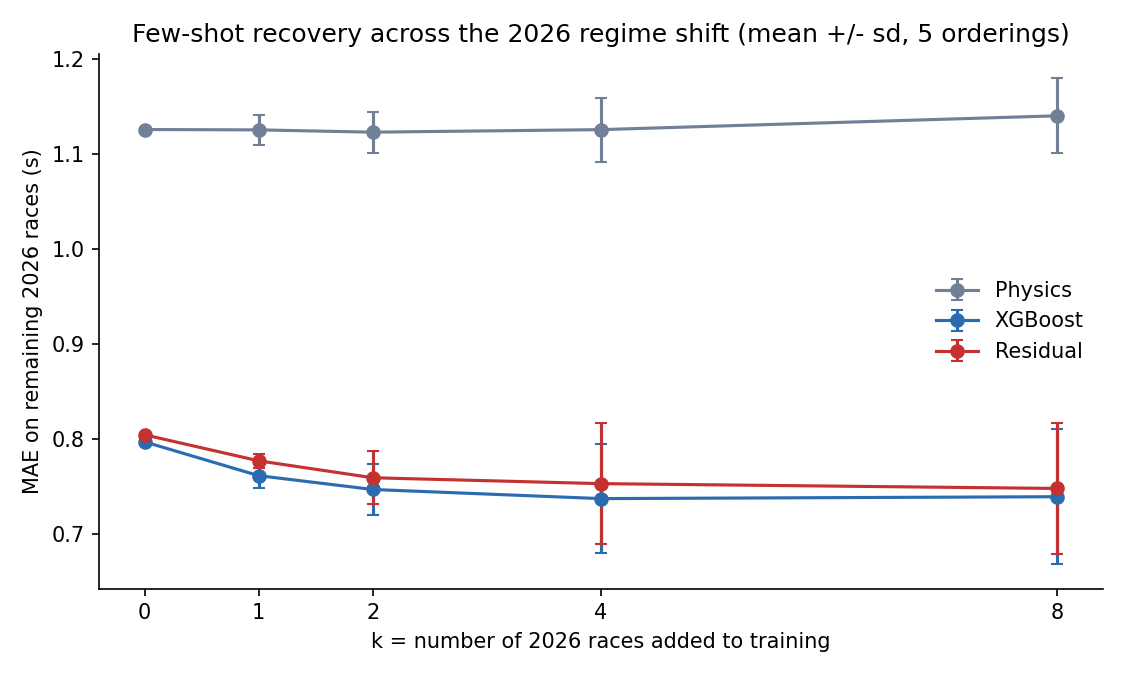 Few-shot recovery across the 2026 regime shift (mean +/- sd, 5 orderings)
MAE on remaining 2026 races (s)
1.2
1.1
1.0
0.9
0.8
0.7
Physics
XGBoost
Residual
0 1 2 4 8
k = number of 2026 races added to training